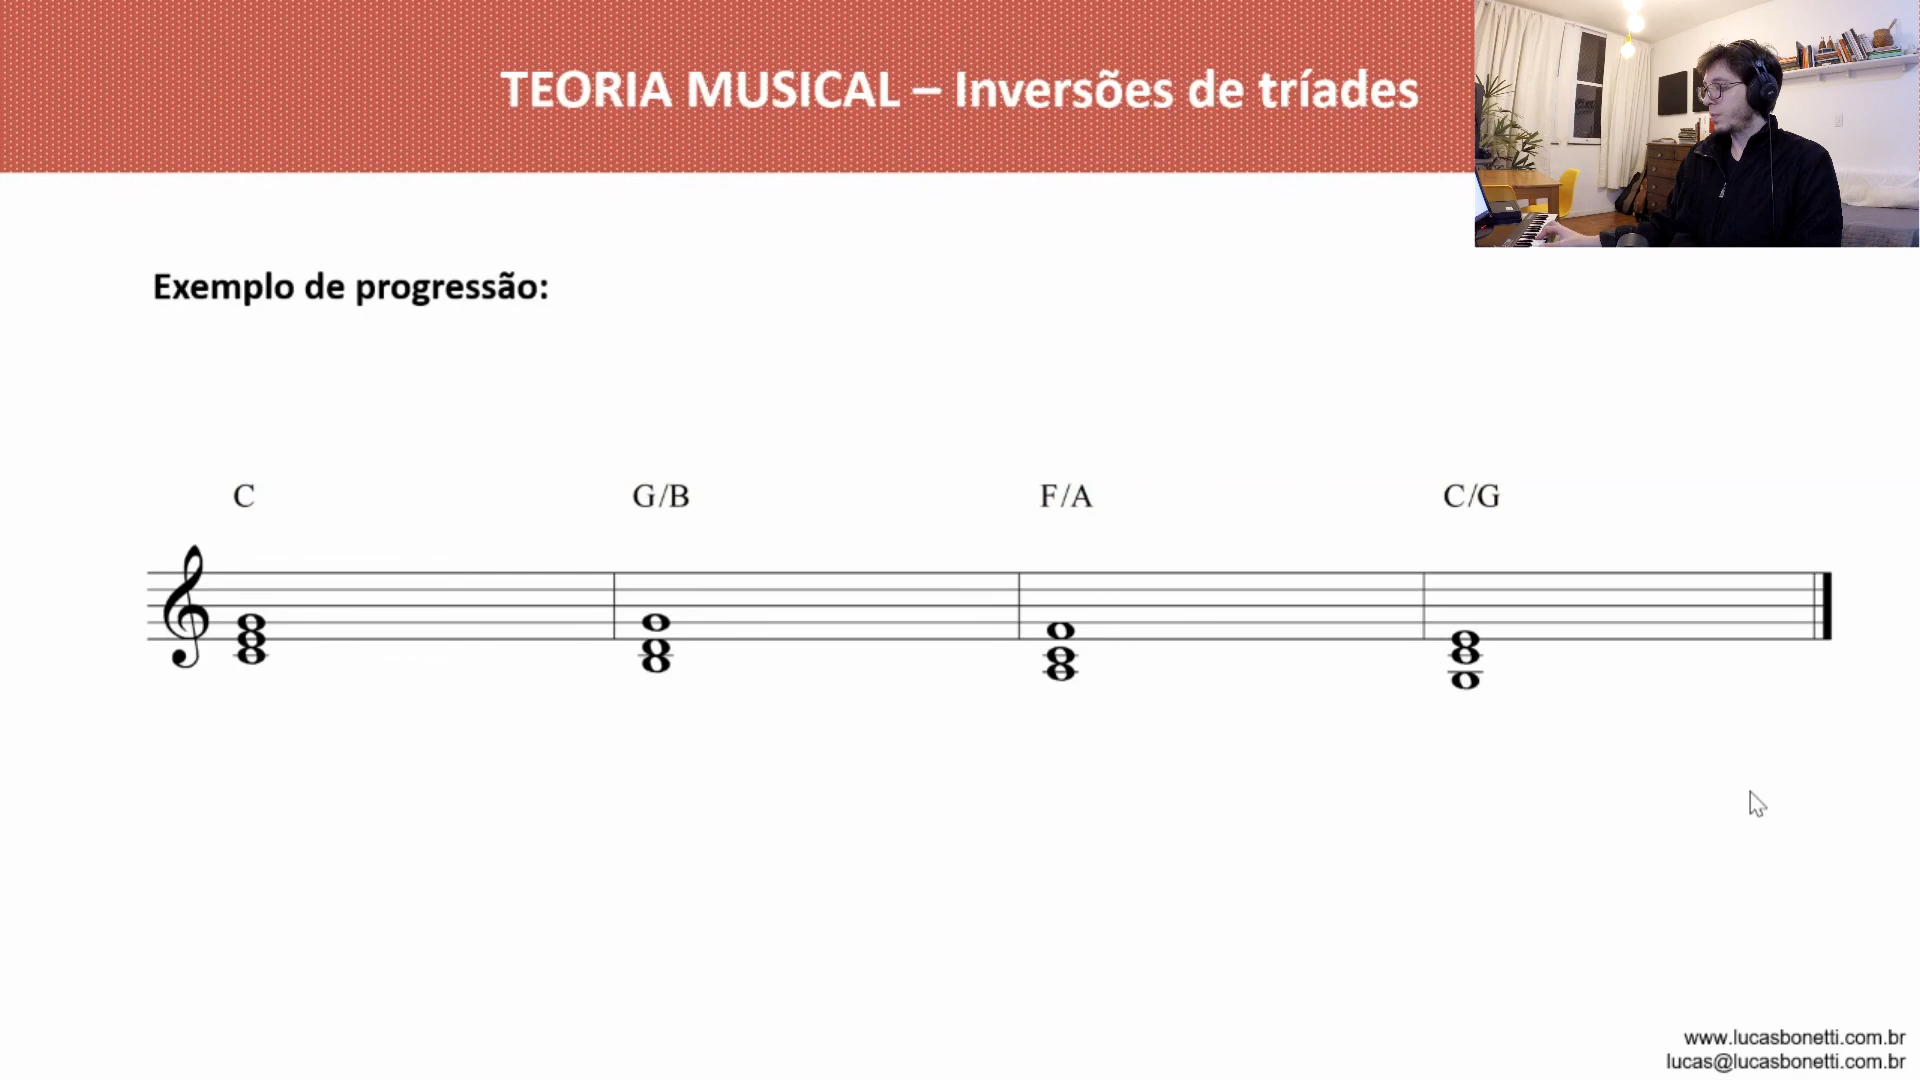 TEORIA MUSICAL – Inversões de tríades
Exemplo de progressão:
C G/B F/A C/G
www.lucasbonetti.com.br
lucas@lucasbonetti.com.br